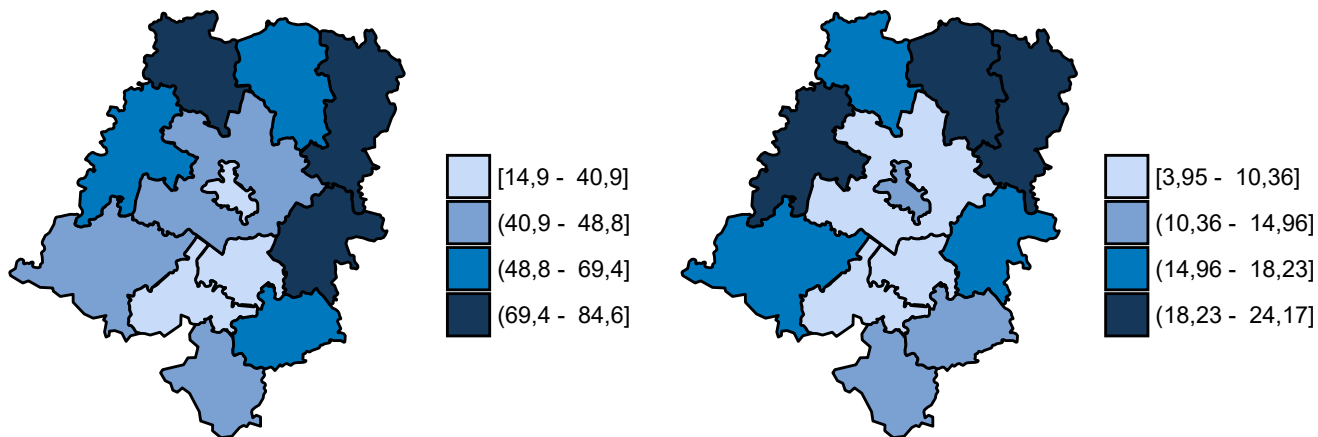 [14,9 - 40,9]
(40,9 - 48,8]
(48,8 - 69,4]
(69,4 - 84,6]
[3,95 - 10,36]
(10,36 - 14,96]
(14,96 - 18,23]
(18,23 - 24,17]